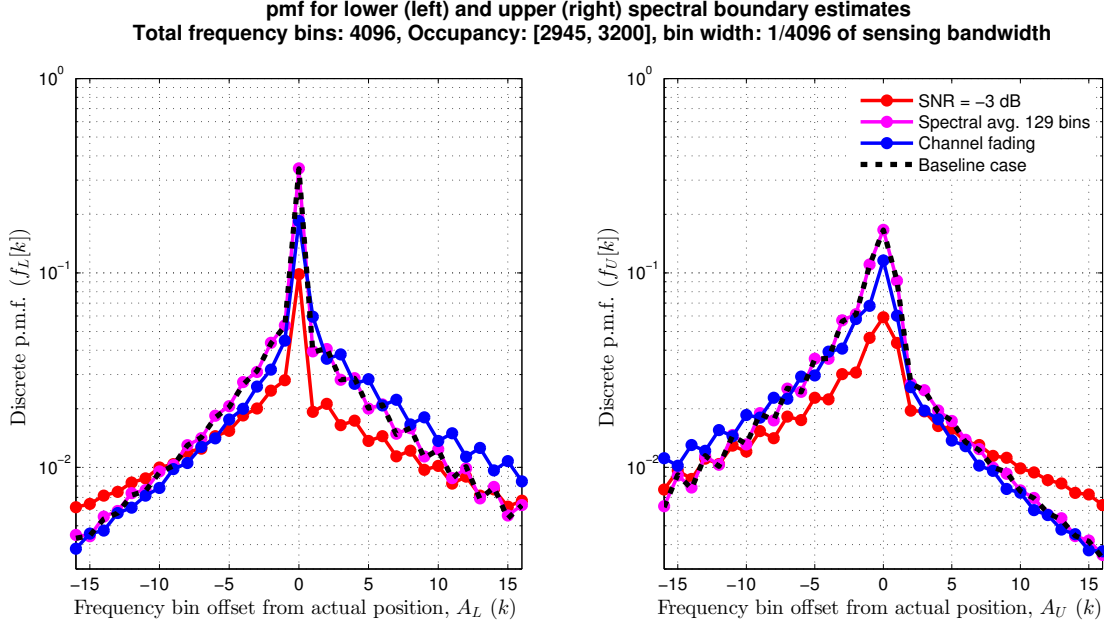 pmf for lower (left) and upper (right) spectral boundary estimates
Total frequency bins: 4096, Occupancy: [2945, 3200], bin width: 1/4096 of sensing bandwidth
10^0
10^-1
10^-2
Discrete p.m.f. (f_L[k])
−15 −10 −5 0 5 10 15
Frequency bin offset from actual position, A_L (k)
10^0
10^-1
10^-2
Discrete p.m.f. (f_U[k])
SNR = −3 dB
Spectral avg. 129 bins
Channel fading
Baseline case
−15 −10 −5 0 5 10 15
Frequency bin offset from actual position, A_U (k)